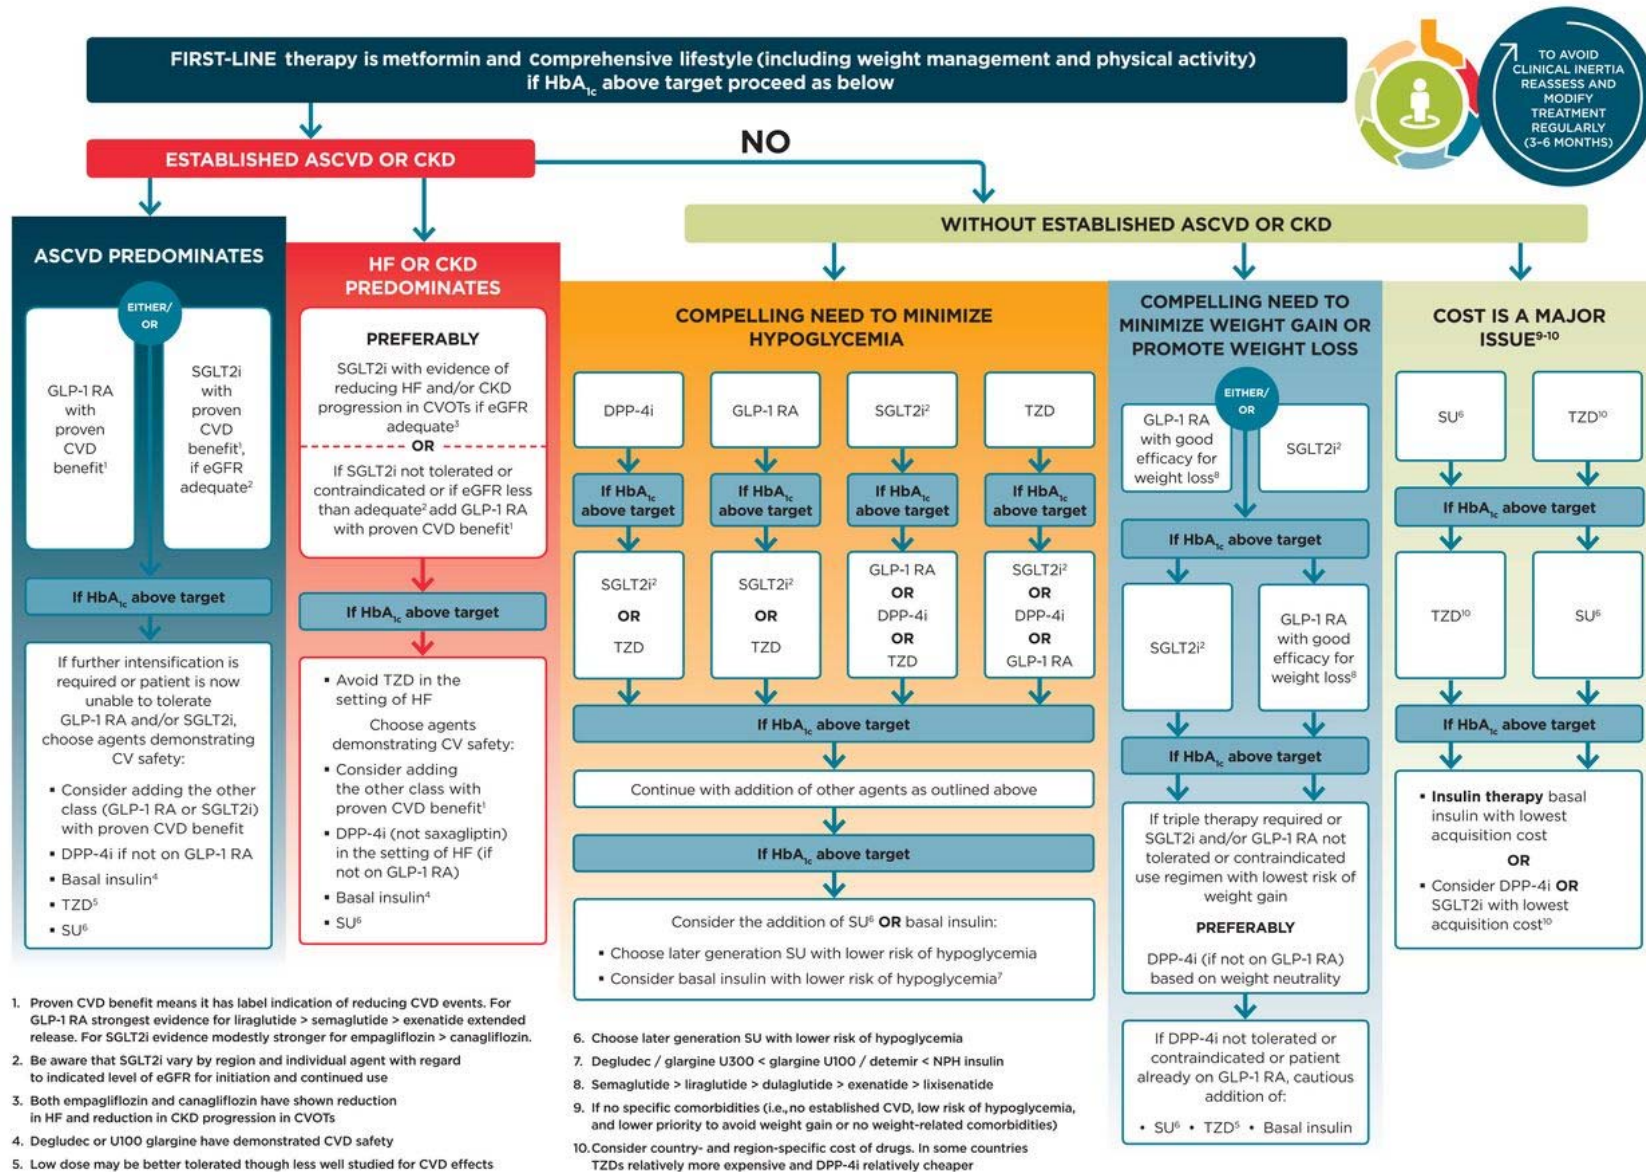 FIRST-LINE therapy is metformin and comprehensive lifestyle (including weight management and physical activity)
if HbA1c above target proceed as below
TO AVOID
CLINICAL INERTIA
REASSESS AND
MODIFY
TREATMENT
REGULARLY
(3–6 MONTHS)
ESTABLISHED ASCVD OR CKD
NO
WITHOUT ESTABLISHED ASCVD OR CKD
ASCVD PREDOMINATES
EITHER/
OR
GLP-1 RA
with
proven
CVD
benefit¹
SGLT2i
with
proven
CVD
benefit¹,
if eGFR
adequate²
If HbA1c above target
If further intensification is
required or patient is now
unable to tolerate
GLP-1 RA and/or SGLT2i,
choose agents demonstrating
CV safety:
▪ Consider adding the other
class (GLP-1 RA or SGLT2i)
with proven CVD benefit
▪ DPP-4i if not on GLP-1 RA
▪ Basal insulin⁴
▪ TZD⁵
▪ SU⁶
HF OR CKD
PREDOMINATES
PREFERABLY
SGLT2i with evidence of
reducing HF and/or CKD
progression in CVOTs if eGFR
adequate³
OR
If SGLT2i not tolerated or
contraindicated or if eGFR less
than adequate² add GLP-1 RA
with proven CVD benefit¹
If HbA1c above target
▪ Avoid TZD in the
setting of HF
Choose agents
demonstrating CV safety:
▪ Consider adding
the other class with
proven CVD benefit¹
▪ DPP-4i (not saxagliptin)
in the setting of HF (if
not on GLP-1 RA)
▪ Basal insulin⁴
▪ SU⁶
COMPELLING NEED TO MINIMIZE
HYPOGLYCEMIA
DPP-4i
GLP-1 RA
SGLT2i²
TZD
If HbA1c
above target
If HbA1c
above target
If HbA1c
above target
If HbA1c
above target
SGLT2i²
OR
TZD
SGLT2i²
OR
TZD
GLP-1 RA
OR
DPP-4i
OR
TZD
SGLT2i²
OR
DPP-4i
OR
GLP-1 RA
If HbA1c above target
Continue with addition of other agents as outlined above
If HbA1c above target
Consider the addition of SU⁶ OR basal insulin:
▪ Choose later generation SU with lower risk of hypoglycemia
▪ Consider basal insulin with lower risk of hypoglycemia⁷
COMPELLING NEED TO
MINIMIZE WEIGHT GAIN OR
PROMOTE WEIGHT LOSS
EITHER/
OR
GLP-1 RA
with good
efficacy for
weight loss⁸
SGLT2i²
If HbA1c above target
SGLT2i²
GLP-1 RA
with good
efficacy for
weight loss⁸
If HbA1c above target
If triple therapy required or
SGLT2i and/or GLP-1 RA not
tolerated or contraindicated
use regimen with lowest risk of
weight gain
PREFERABLY
DPP-4i (if not on GLP-1 RA)
based on weight neutrality
If DPP-4i not tolerated or
contraindicated or patient
already on GLP-1 RA, cautious
addition of:
• SU⁶ • TZD⁵ • Basal insulin
COST IS A MAJOR
ISSUE⁹⁻¹⁰
SU⁶
TZD¹⁰
If HbA1c above target
TZD¹⁰
SU⁶
If HbA1c above target
▪ Insulin therapy basal
insulin with lowest
acquisition cost
OR
▪ Consider DPP-4i OR
SGLT2i with lowest
acquisition cost¹⁰
1. Proven CVD benefit means it has label indication of reducing CVD events. For
GLP-1 RA strongest evidence for liraglutide > semaglutide > exenatide extended
release. For SGLT2i evidence modestly stronger for empagliflozin > canagliflozin.
2. Be aware that SGLT2i vary by region and individual agent with regard
to indicated level of eGFR for initiation and continued use
3. Both empagliflozin and canagliflozin have shown reduction
in HF and reduction in CKD progression in CVOTs
4. Degludec or U100 glargine have demonstrated CVD safety
5. Low dose may be better tolerated though less well studied for CVD effects
6. Choose later generation SU with lower risk of hypoglycemia
7. Degludec / glargine U300 < glargine U100 / detemir < NPH insulin
8. Semaglutide > liraglutide > dulaglutide > exenatide > lixisenatide
9. If no specific comorbidities (i.e., no established CVD, low risk of hypoglycemia,
and lower priority to avoid weight gain or no weight-related comorbidities)
10. Consider country- and region-specific cost of drugs. In some countries
TZDs relatively more expensive and DPP-4i relatively cheaper